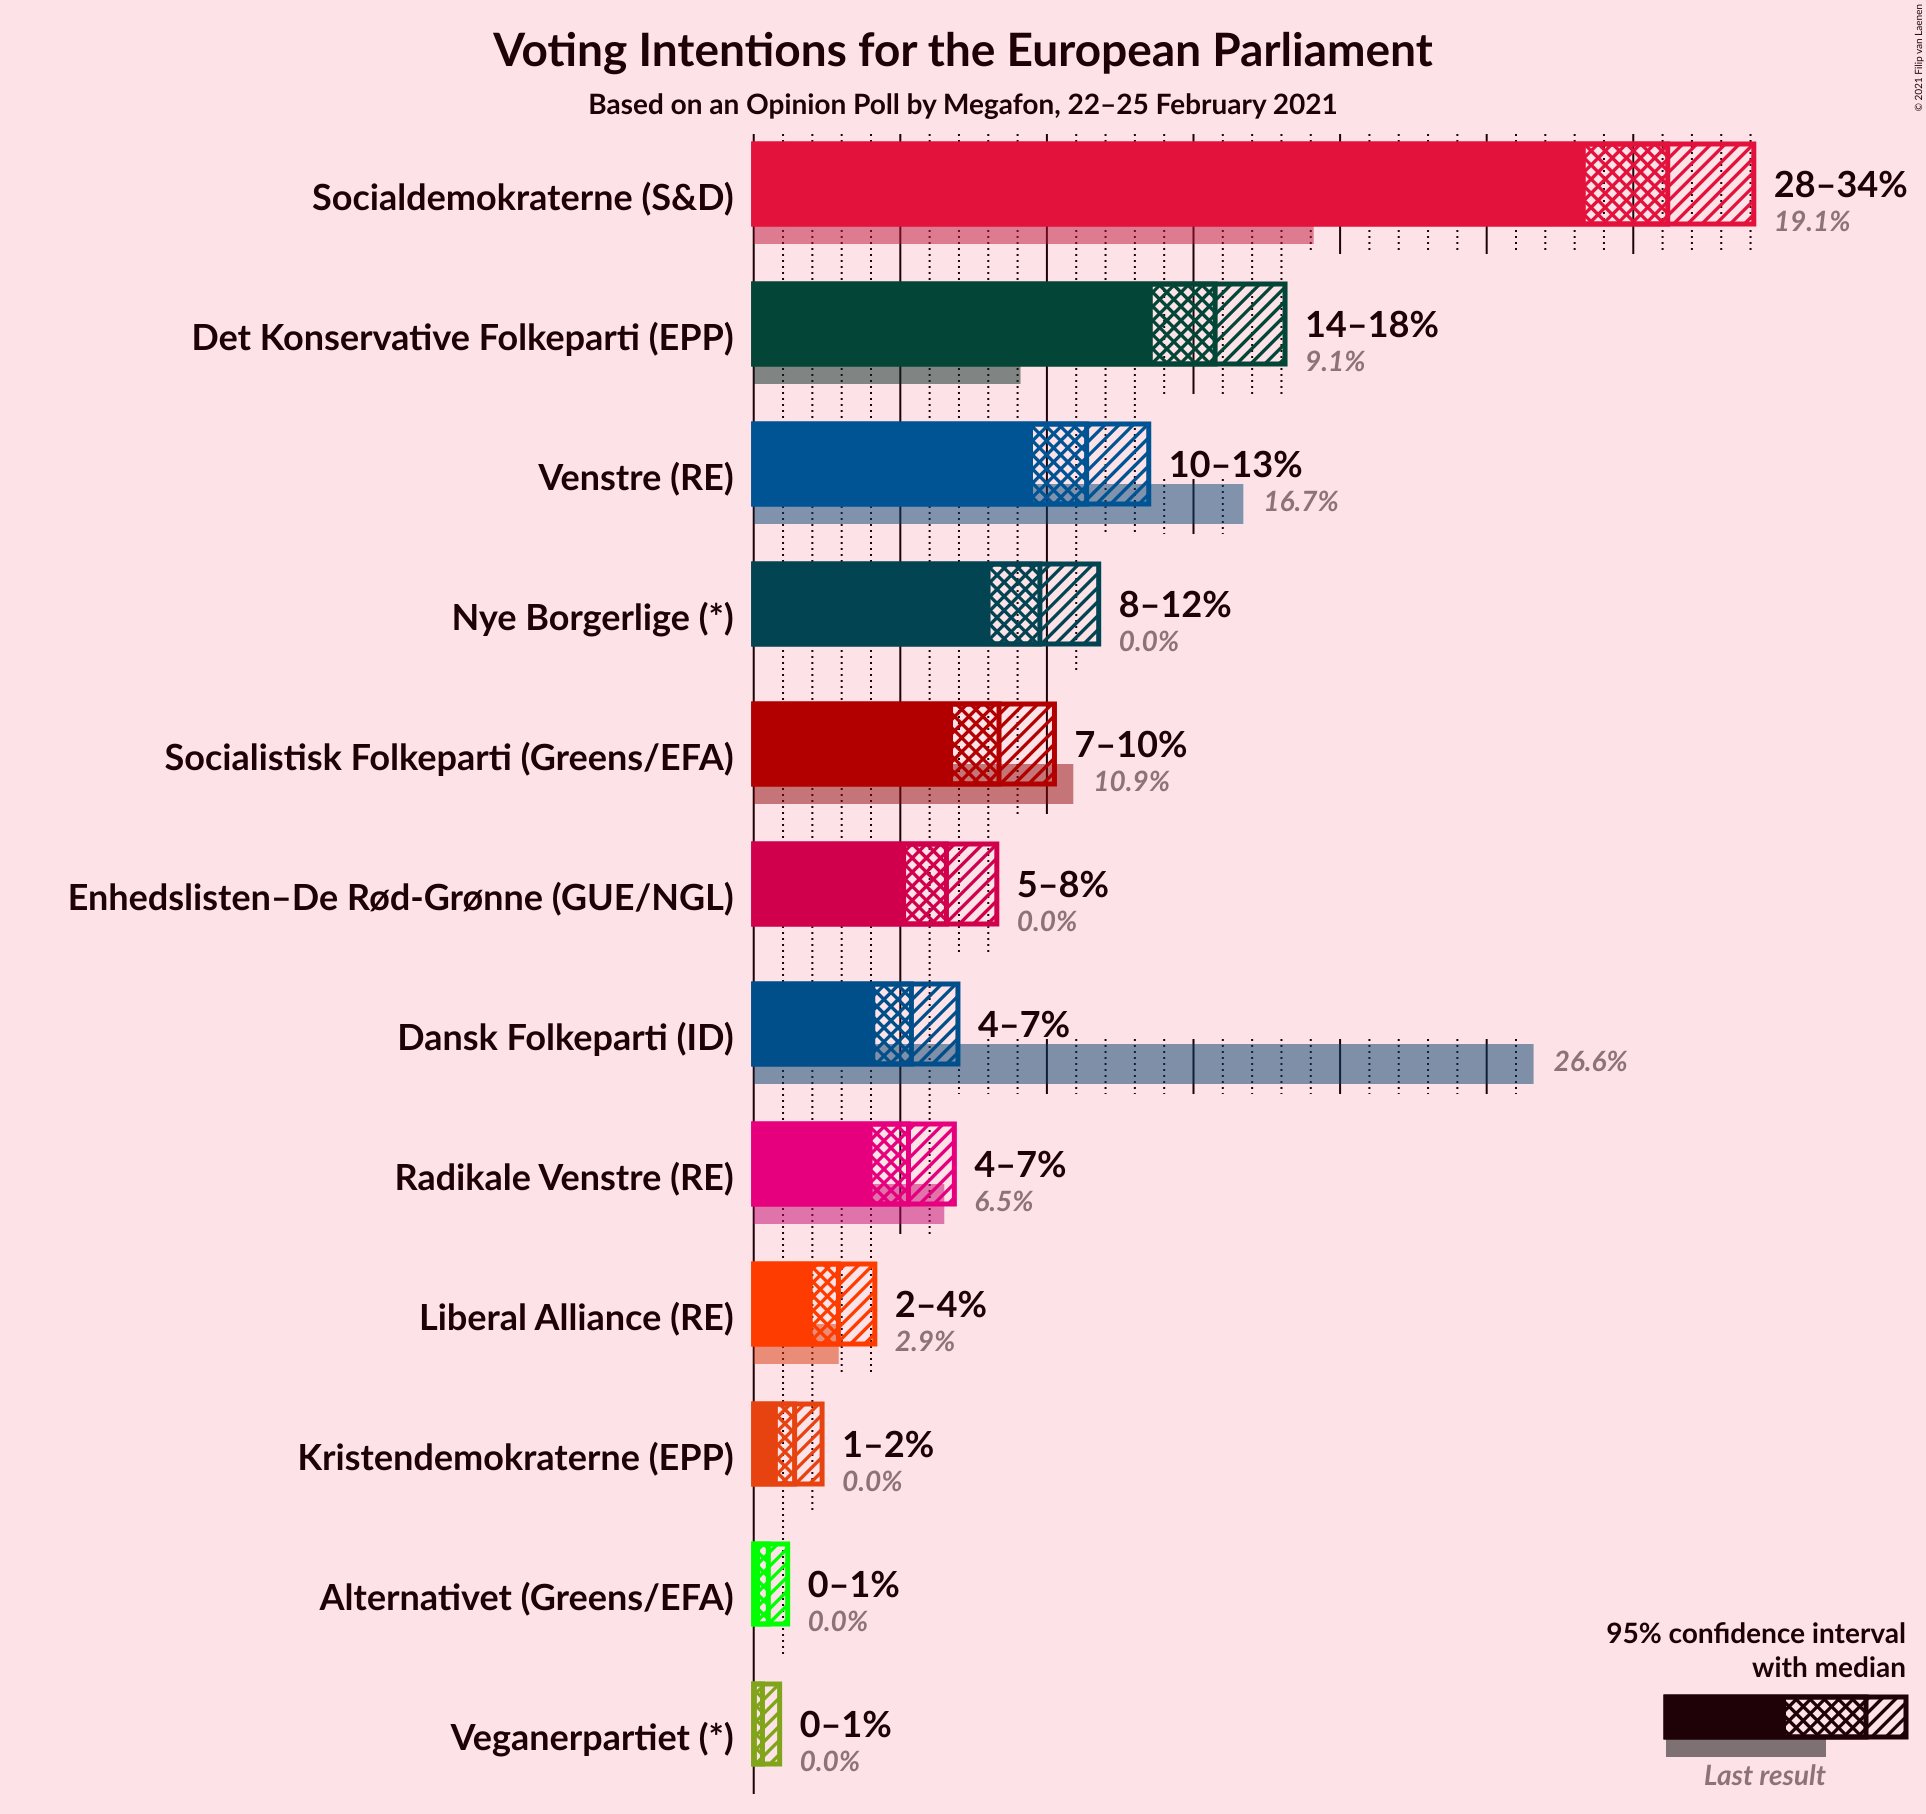 Voting Intentions for the European Parliament
Based on an Opinion Poll by Megafon, 22–25 February 2021
© 2021 Filip van Laenen
Socialdemokraterne (S&D)
28–34%
19.1%
Det Konservative Folkeparti (EPP)
14–18%
9.1%
Venstre (RE)
10–13%
16.7%
Nye Borgerlige (*)
8–12%
0.0%
Socialistisk Folkeparti (Greens/EFA)
7–10%
10.9%
Enhedslisten–De Rød-Grønne (GUE/NGL)
5–8%
0.0%
Dansk Folkeparti (ID)
4–7%
26.6%
Radikale Venstre (RE)
4–7%
6.5%
Liberal Alliance (RE)
2–4%
2.9%
Kristendemokraterne (EPP)
1–2%
0.0%
Alternativet (Greens/EFA)
0–1%
0.0%
Veganerpartiet (*)
0–1%
0.0%
95% confidence interval
with median
Last result